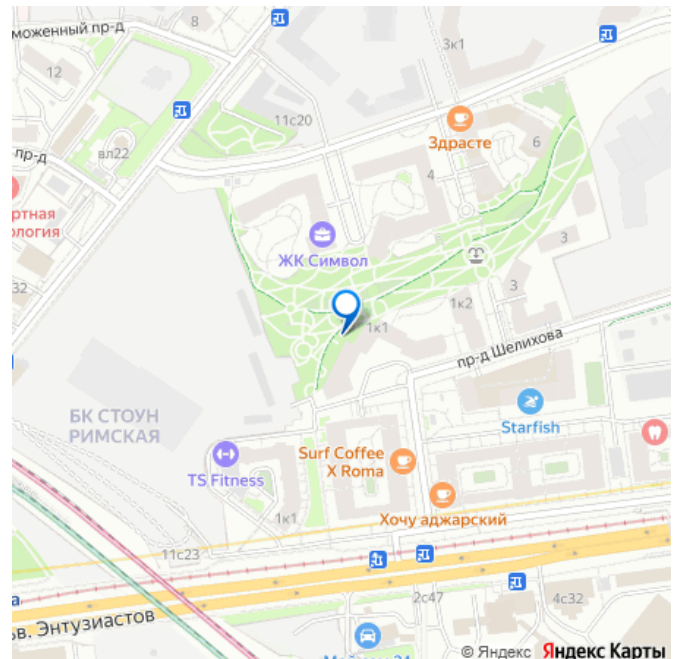 моженный пр-д
8
3к1
12
11с20
Здрасте
6
вл22
пр-д
4
ртная
ология
ЖК Символ
3
32
1к2
3
1к1
пр-д Шелихова
БК СТОУН
РИМСКАЯ
Starfish
TS Fitness
Surf Coffee
X Roma
Хочу аджарский
1к1
11с23
а
2с47
4с32
ьв. Энтузиастов
© Яндекс Яндекс Карты